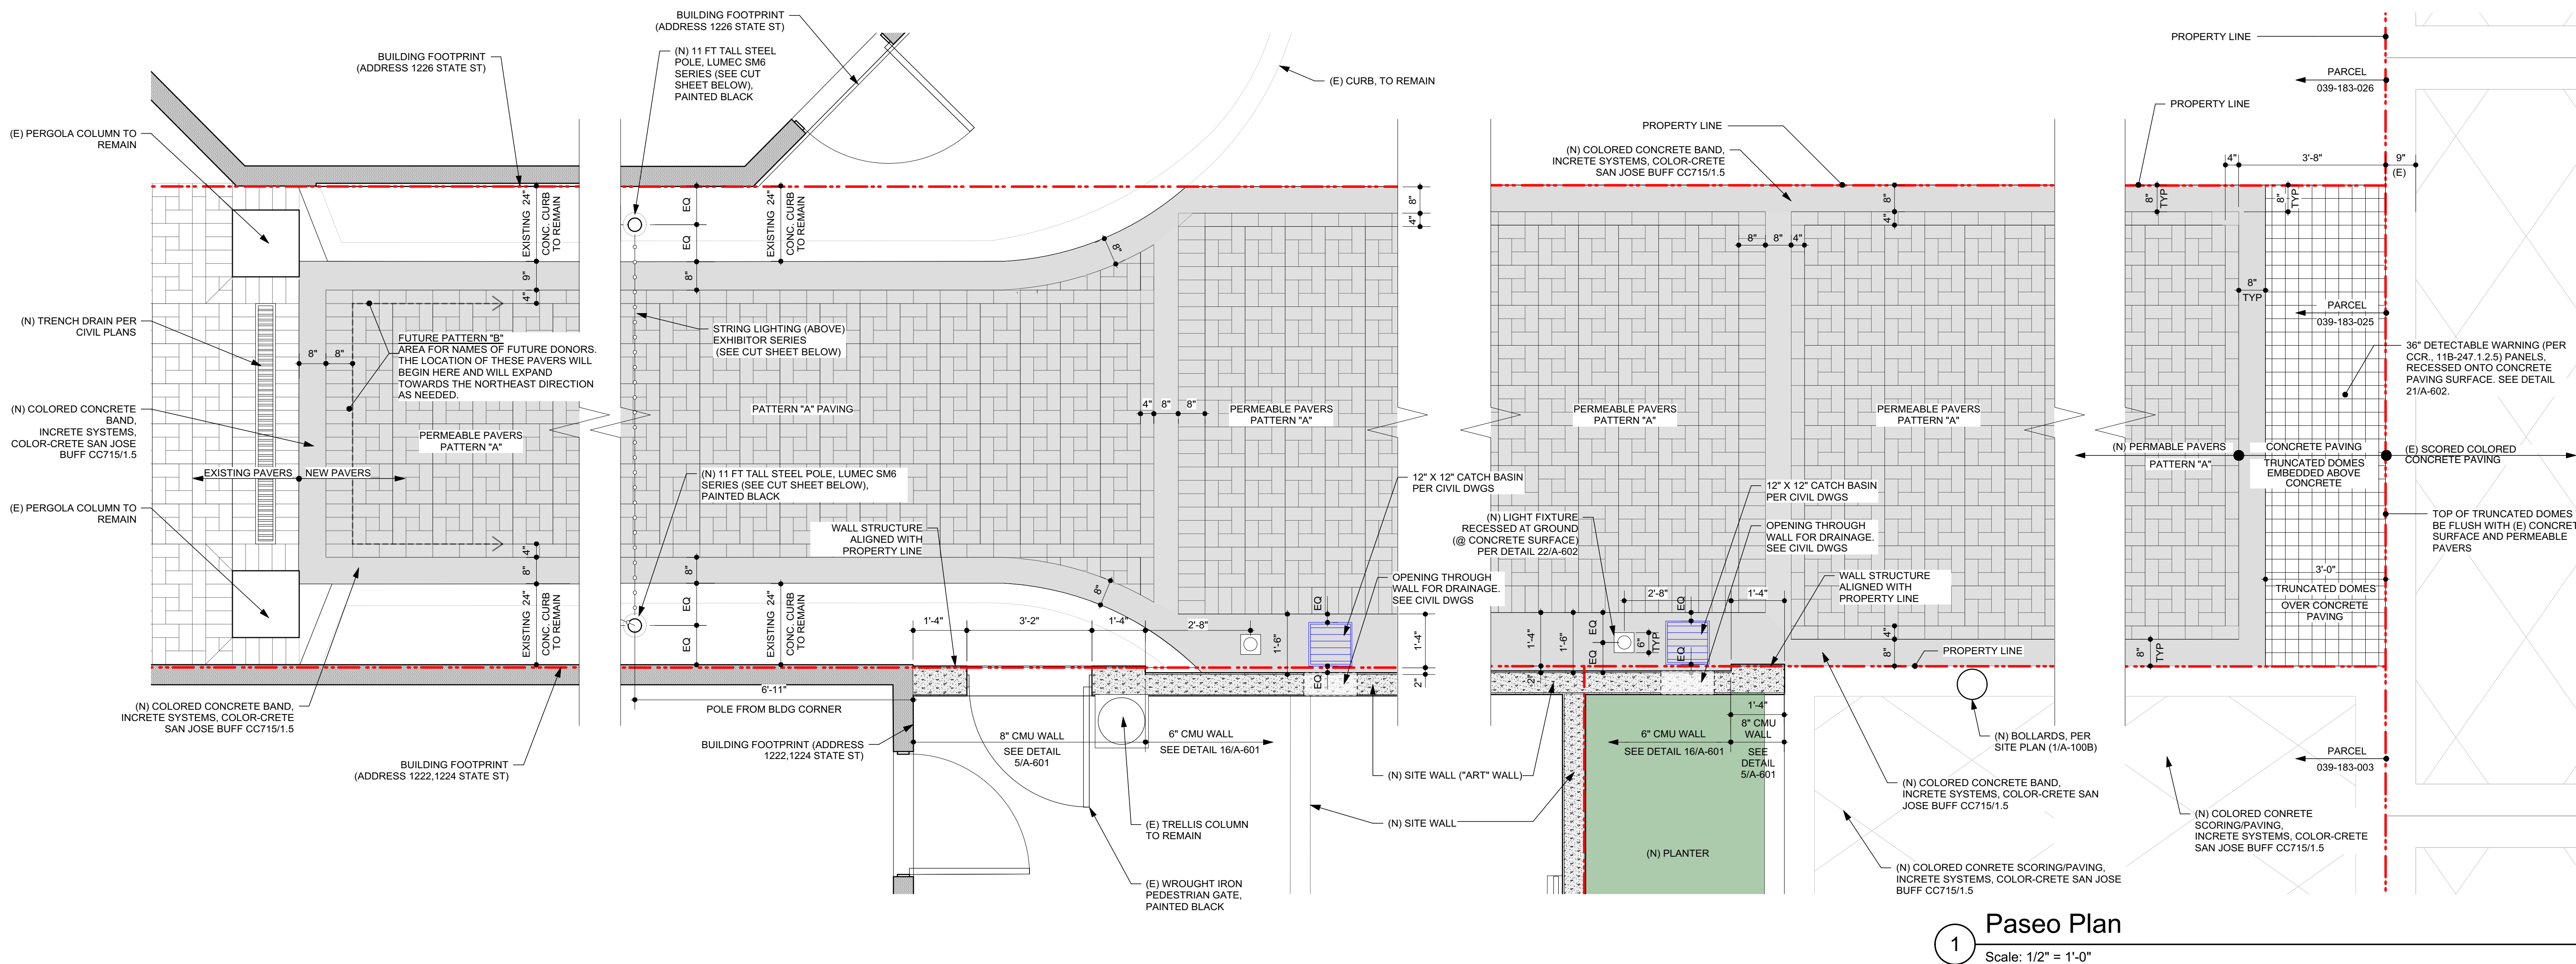 BUILDING FOOTPRINT
(ADDRESS 1226 STATE ST)
BUILDING FOOTPRINT
(ADDRESS 1226 STATE ST)
(N) 11 FT TALL STEEL
POLE, LUMEC SM6
SERIES (SEE CUT
SHEET BELOW),
PAINTED BLACK
(E) CURB, TO REMAIN
PROPERTY LINE
PARCEL
039-183-026
PROPERTY LINE
PROPERTY LINE
(N) COLORED CONCRETE BAND,
INCRETE SYSTEMS, COLOR-CRETE
SAN JOSE BUFF CC715/1.5
4"
3'-8"
9"
(E)
(E) PERGOLA COLUMN TO
REMAIN
EXISTING 24"
CONC. CURB
TO REMAIN
9"
4"
EQ
EQ
8"
EXISTING 24"
CONC. CURB
TO REMAIN
8"
8"
4"
8"
4"
8"
8"
4"
8"
TYP
8"
TYP
8"
TYP
(N) TRENCH DRAIN PER
CIVIL PLANS
8"
8"
FUTURE PATTERN "B"
AREA FOR NAMES OF FUTURE DONORS.
THE LOCATION OF THESE PAVERS WILL
BEGIN HERE AND WILL EXPAND
TOWARDS THE NORTHEAST DIRECTION
AS NEEDED.
STRING LIGHTING (ABOVE)
EXHIBITOR SERIES
(SEE CUT SHEET BELOW)
PARCEL
039-183-025
36" DETECTABLE WARNING (PER
CCR., 11B-247.1.2.5) PANELS,
RECESSED ONTO CONCRETE
PAVING SURFACE. SEE DETAIL
21/A-602.
(N) COLORED CONCRETE
BAND,
INCRETE SYSTEMS,
COLOR-CRETE SAN JOSE
BUFF CC715/1.5
PERMEABLE PAVERS
PATTERN "A"
PATTERN "A" PAVING
4"
8"
8"
PERMEABLE PAVERS
PATTERN "A"
PERMEABLE PAVERS
PATTERN "A"
PERMEABLE PAVERS
PATTERN "A"
(N) PERMABLE PAVERS
PATTERN "A"
CONCRETE PAVING
TRUNCATED DOMES
EMBEDDED ABOVE
CONCRETE
(E) SCORED COLORED
CONCRETE PAVING
EXISTING PAVERS
NEW PAVERS
(N) 11 FT TALL STEEL POLE, LUMEC SM6
SERIES (SEE CUT SHEET BELOW),
PAINTED BLACK
12" X 12" CATCH BASIN
PER CIVIL DWGS
12" X 12" CATCH BASIN
PER CIVIL DWGS
(E) PERGOLA COLUMN TO
REMAIN
WALL STRUCTURE
ALIGNED WITH
PROPERTY LINE
(N) LIGHT FIXTURE
RECESSED AT GROUND
(@ CONCRETE SURFACE)
PER DETAIL 22/A-602
OPENING THROUGH
WALL FOR DRAINAGE.
SEE CIVIL DWGS
TOP OF TRUNCATED DOMES
BE FLUSH WITH (E) CONCRET
SURFACE AND PERMEABLE
PAVERS
4"
8"
EXISTING 24"
CONC. CURB
TO REMAIN
8"
EQ
EQ
EXISTING 24"
CONC. CURB
TO REMAIN
8"
OPENING THROUGH
WALL FOR DRAINAGE.
SEE CIVIL DWGS
WALL STRUCTURE
ALIGNED WITH
PROPERTY LINE
3'-0"
TRUNCATED DOMES
OVER CONCRETE
PAVING
1'-4"
3'-2"
1'-4"
2'-8"
1'-6"
EQ
EQ
1'-4"
2"
1'-4"
2"
1'-6"
EQ
EQ
2'-8"
6"
TYP
EQ
EQ
1'-4"
4"
8"
PROPERTY LINE
8"
TYP
6'-11"
POLE FROM BLDG CORNER
(N) COLORED CONCRETE BAND,
INCRETE SYSTEMS, COLOR-CRETE
SAN JOSE BUFF CC715/1.5
BUILDING FOOTPRINT (ADDRESS
1222,1224 STATE ST)
8" CMU WALL
SEE DETAIL
5/A-601
6" CMU WALL
SEE DETAIL 16/A-601
1'-4"
6" CMU WALL
SEE DETAIL 16/A-601
8" CMU
WALL
SEE
DETAIL
5/A-601
(N) BOLLARDS, PER
SITE PLAN (1/A-100B)
PARCEL
039-183-003
BUILDING FOOTPRINT
(ADDRESS 1222,1224 STATE ST)
(N) SITE WALL ("ART" WALL)
(N) COLORED CONCRETE BAND,
INCRETE SYSTEMS, COLOR-CRETE SAN
JOSE BUFF CC715/1.5
(E) TRELLIS COLUMN
TO REMAIN
(N) SITE WALL
(N) COLORED CONRETE
SCORING/PAVING,
INCRETE SYSTEMS, COLOR-CRETE
SAN JOSE BUFF CC715/1.5
(N) PLANTER
(E) WROUGHT IRON
PEDESTRIAN GATE,
PAINTED BLACK
(N) COLORED CONRETE SCORING/PAVING,
INCRETE SYSTEMS, COLOR-CRETE SAN JOSE
BUFF CC715/1.5
1
Paseo Plan
Scale: 1/2" = 1'-0"